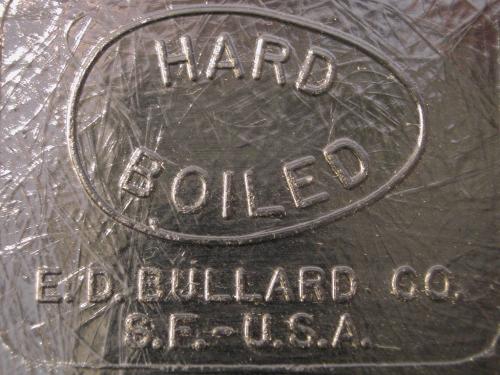 HARD
BOILED
E.D. BULLARD CO.
S.F.-U.S.A.